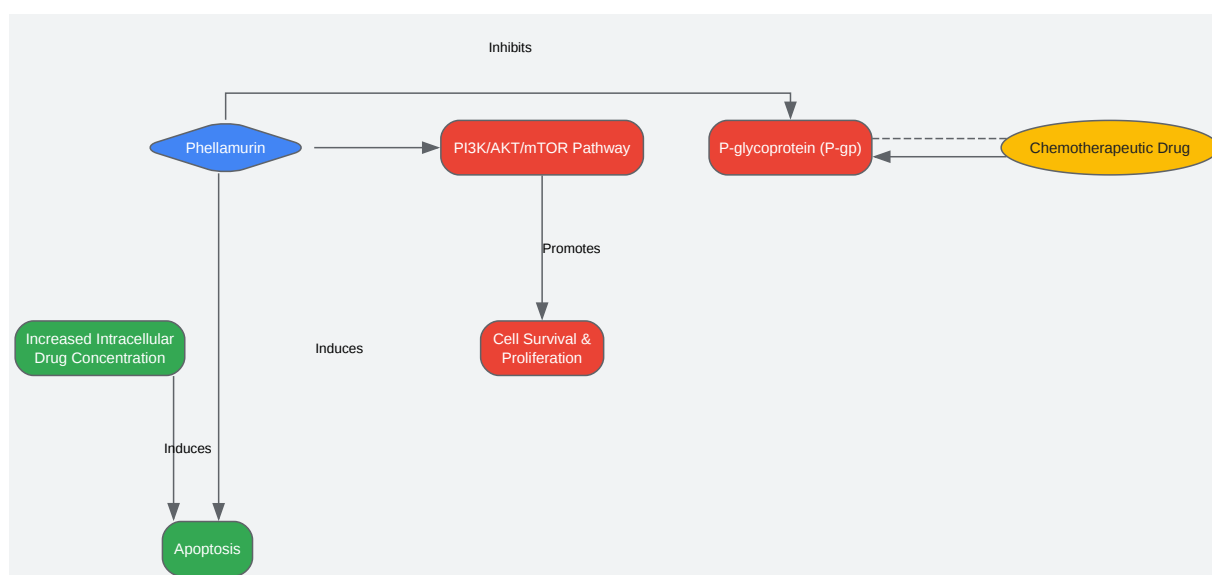 Inhibits
Phellamurin
PI3K/AKT/mTOR Pathway
P-glycoprotein (P-gp)
Chemotherapeutic Drug
Promotes
Increased Intracellular
Drug Concentration
Induces
Cell Survival &
Proliferation
Induces
Apoptosis